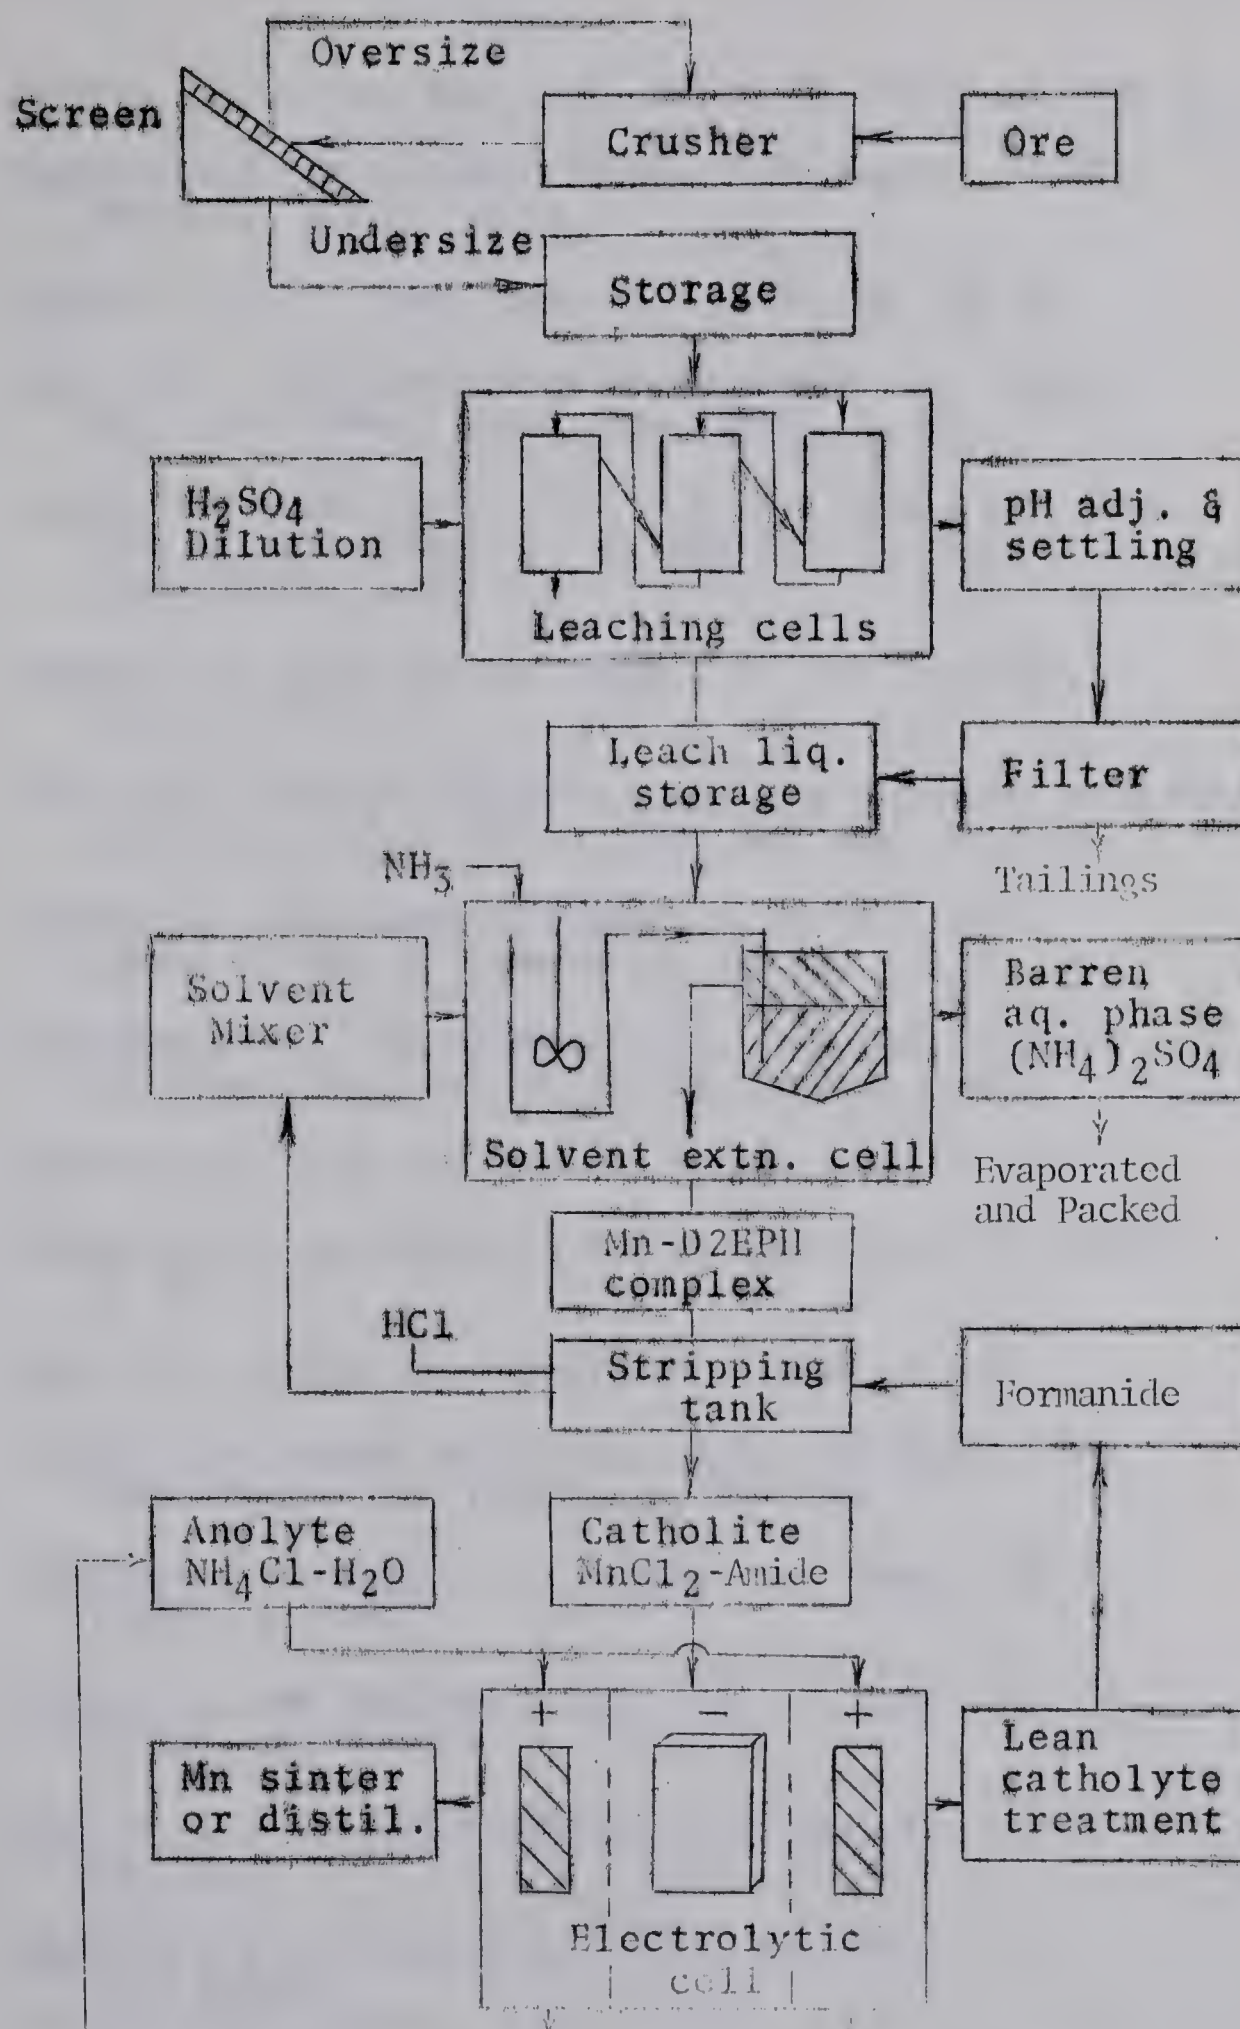 Oversize
Screen
Crusher
Ore
Undersize
Storage
H₂SO₄
Dilution
pH adj. &
settling
Leaching cells
Leach liq.
storage
Filter
Tailings
NH₃
Solvent
Mixer
Barren
aq. phase
(NH₄)₂SO₄
Solvent extn. cell
Evaporated
and Packed
Mn-D2EPH
complex
HCl
Stripping
tank
Formanide
Anolyte
NH₄Cl-H₂O
Catholite
MnCl₂-Amide
+ − +
Mn sinter
or distil.
Lean
catholyte
treatment
Electrolytic
cell